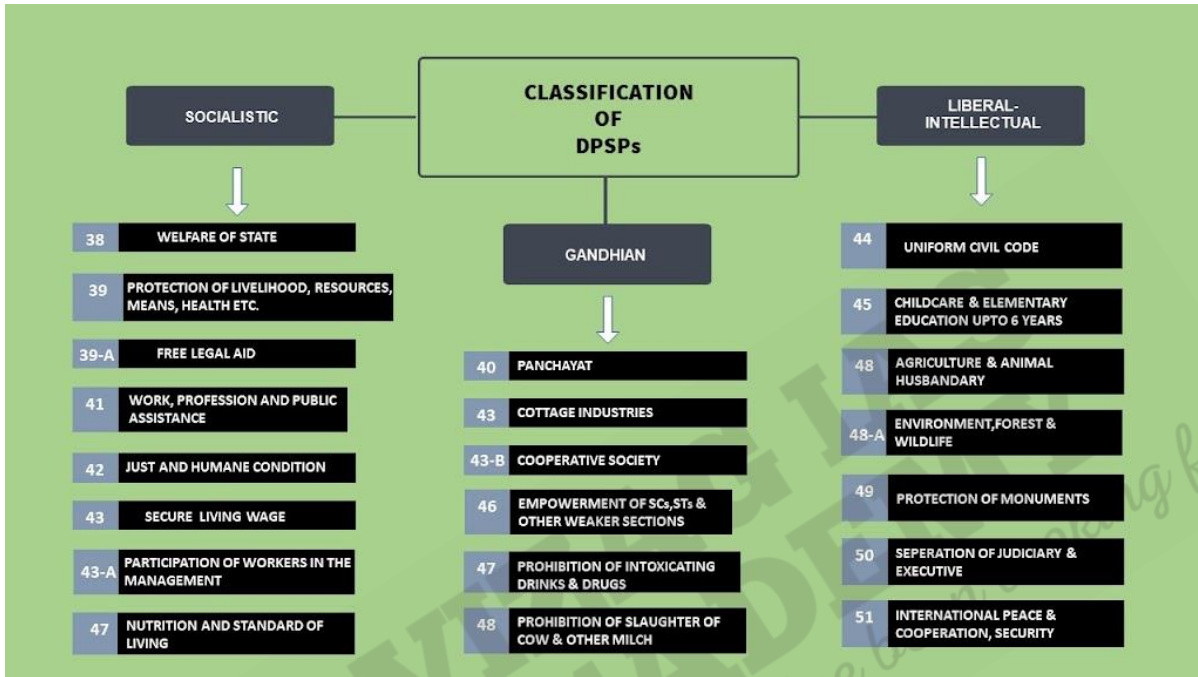 CLASSIFICATION
OF
DPSPs
SOCIALISTIC
38 WELFARE OF STATE
39 PROTECTION OF LIVELIHOOD, RESOURCES,
MEANS, HEALTH ETC.
39-A FREE LEGAL AID
41 WORK, PROFESSION AND PUBLIC
ASSISTANCE
42 JUST AND HUMANE CONDITION
43 SECURE LIVING WAGE
43-A PARTICIPATION OF WORKERS IN THE
MANAGEMENT
47 NUTRITION AND STANDARD OF
LIVING
GANDHIAN
40 PANCHAYAT
43 COTTAGE INDUSTRIES
43-B COOPERATIVE SOCIETY
46 EMPOWERMENT OF SCs,STs &
OTHER WEAKER SECTIONS
47 PROHIBITION OF INTOXICATING
DRINKS & DRUGS
48 PROHIBITION OF SLAUGHTER OF
COW & OTHER MILCH
LIBERAL-
INTELLECTUAL
44 UNIFORM CIVIL CODE
45 CHILDCARE & ELEMENTARY
EDUCATION UPTO 6 YEARS
48 AGRICULTURE & ANIMAL
HUSBANDARY
48-A ENVIRONMENT,FOREST &
WILDLIFE
49 PROTECTION OF MONUMENTS
50 SEPERATION OF JUDICIARY &
EXECUTIVE
51 INTERNATIONAL PEACE &
COOPERATION, SECURITY
VIZAG IAS